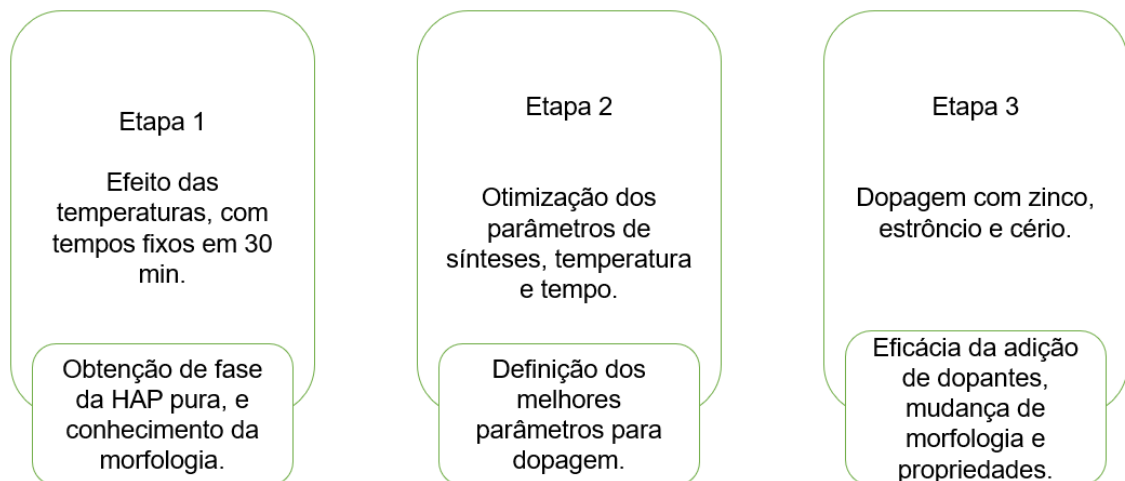 Etapa 1
Efeito das
temperaturas, com
tempos fixos em 30
min.
Obtenção de fase
da HAP pura, e
conhecimento da
morfologia.
Etapa 2
Otimização dos
parâmetros de
sínteses, temperatura
e tempo.
Definição dos
melhores
parâmetros para
dopagem.
Etapa 3
Dopagem com zinco,
estrôncio e cério.
Eficácia da adição
de dopantes,
mudança de
morfologia e
propriedades.